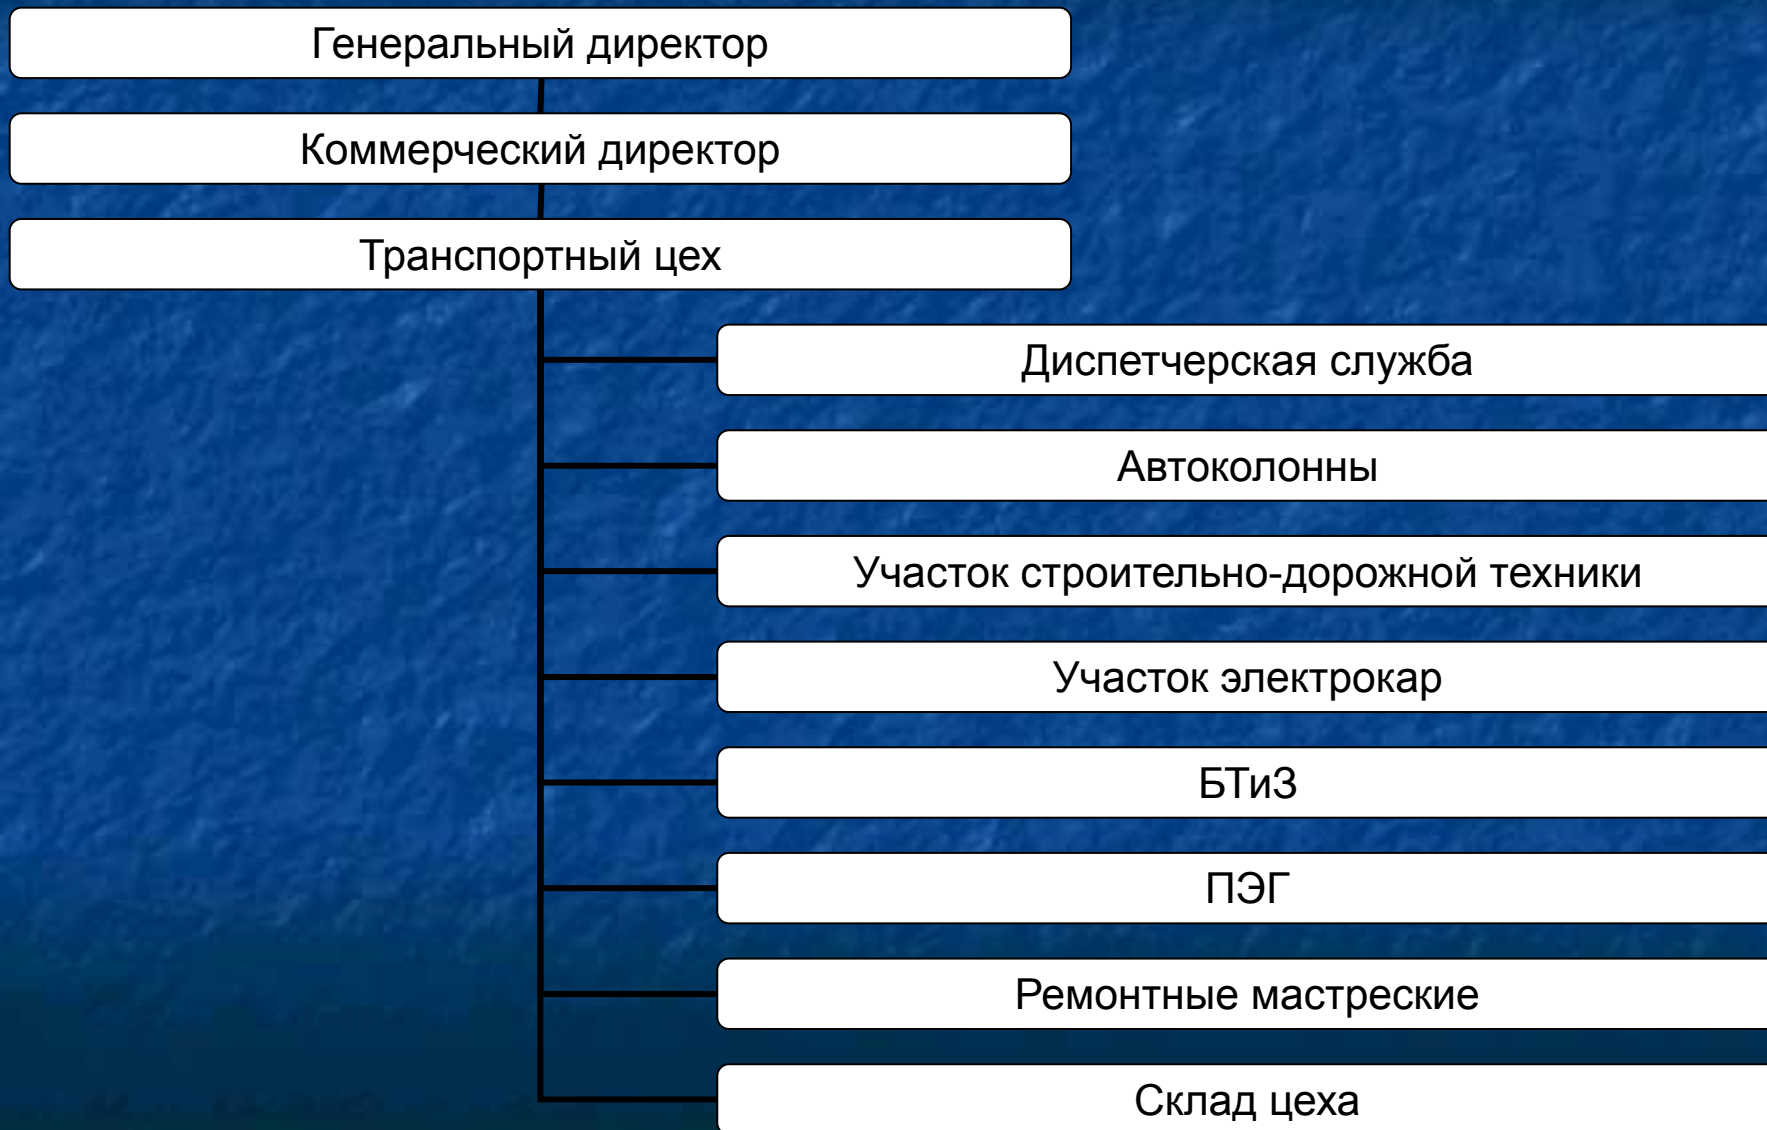 Генеральный директор
Коммерческий директор
Транспортный цех
Диспетчерская служба
Автоколонны
Участок строительно-дорожной техники
Участок электрокар
БТиЗ
ПЭГ
Ремонтные мастреские
Склад цеха